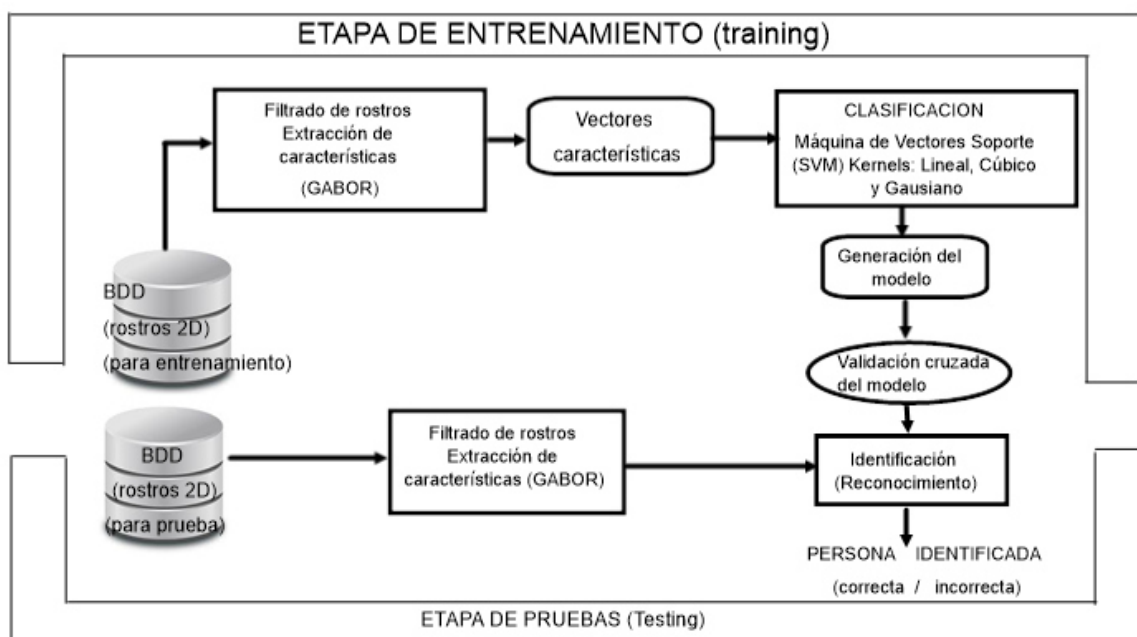 ETAPA DE ENTRENAMIENTO (training)
Filtrado de rostros
Extracción de
características
(GABOR)
Vectores
características
CLASIFICACION
Máquina de Vectores Soporte
(SVM) Kernels: Lineal, Cúbico
y Gausiano
Generación del
modelo
Validación cruzada
del modelo
BDD
(rostros 2D)
(para entrenamiento)
BDD
(rostros 2D)
(para prueba)
Filtrado de rostros
Extracción de
características (GABOR)
Identificación
(Reconocimiento)
PERSONA IDENTIFICADA
(correcta / incorrecta)
ETAPA DE PRUEBAS (Testing)